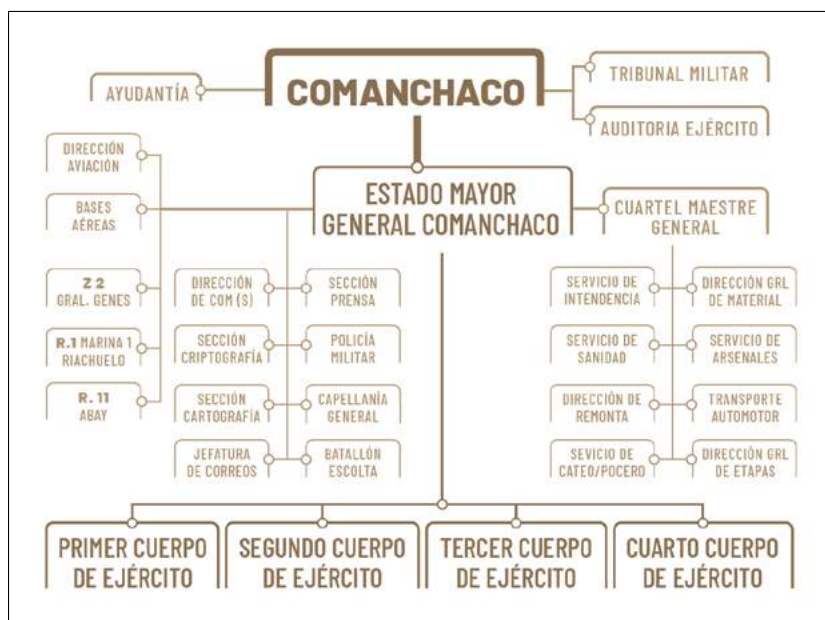 COMANCHACO
AYUDANTÍA
TRIBUNAL MILITAR
AUDITORIA EJÉRCITO
DIRECCIÓN
AVIACIÓN
BASES
AÉREAS
Z 2
GRAL. GENES
R.1 MARINA 1
RIACHUELO
R. 11
ABAY
ESTADO MAYOR
GENERAL COMANCHACO
CUARTEL MAESTRE
GENERAL
DIRECCIÓN
DE COM (S)
SECCIÓN
PRENSA
SECCIÓN
CRIPTOGRAFÍA
POLICÍA
MILITAR
SECCIÓN
CARTOGRAFÍA
CAPELLANÍA
GENERAL
JEFATURA
DE CORREOS
BATALLÓN
ESCOLTA
SERVICIO DE
INTENDENCIA
DIRECCIÓN GRL
DE MATERIAL
SERVICIO DE
SANIDAD
SERVICIO DE
ARSENALES
DIRECCIÓN DE
REMONTA
TRANSPORTE
AUTOMOTOR
SEVICIO DE
CATEO/POCERO
DIRECCIÓN GRL
DE ETAPAS
PRIMER CUERPO
DE EJÉRCITO
SEGUNDO CUERPO
DE EJÉRCITO
TERCER CUERPO
DE EJÉRCITO
CUARTO CUERPO
DE EJÉRCITO